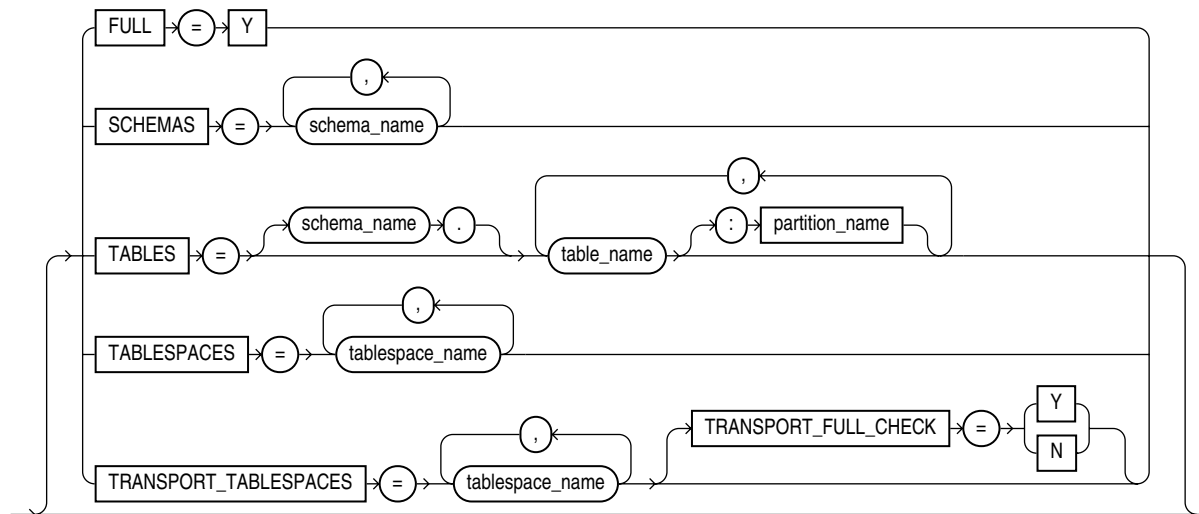 FULL = Y
,
SCHEMAS = schema_name
,
schema_name .
: partition_name
TABLES = table_name
,
TABLESPACES = tablespace_name
Y
TRANSPORT_FULL_CHECK =
N
,
TRANSPORT_TABLESPACES = tablespace_name